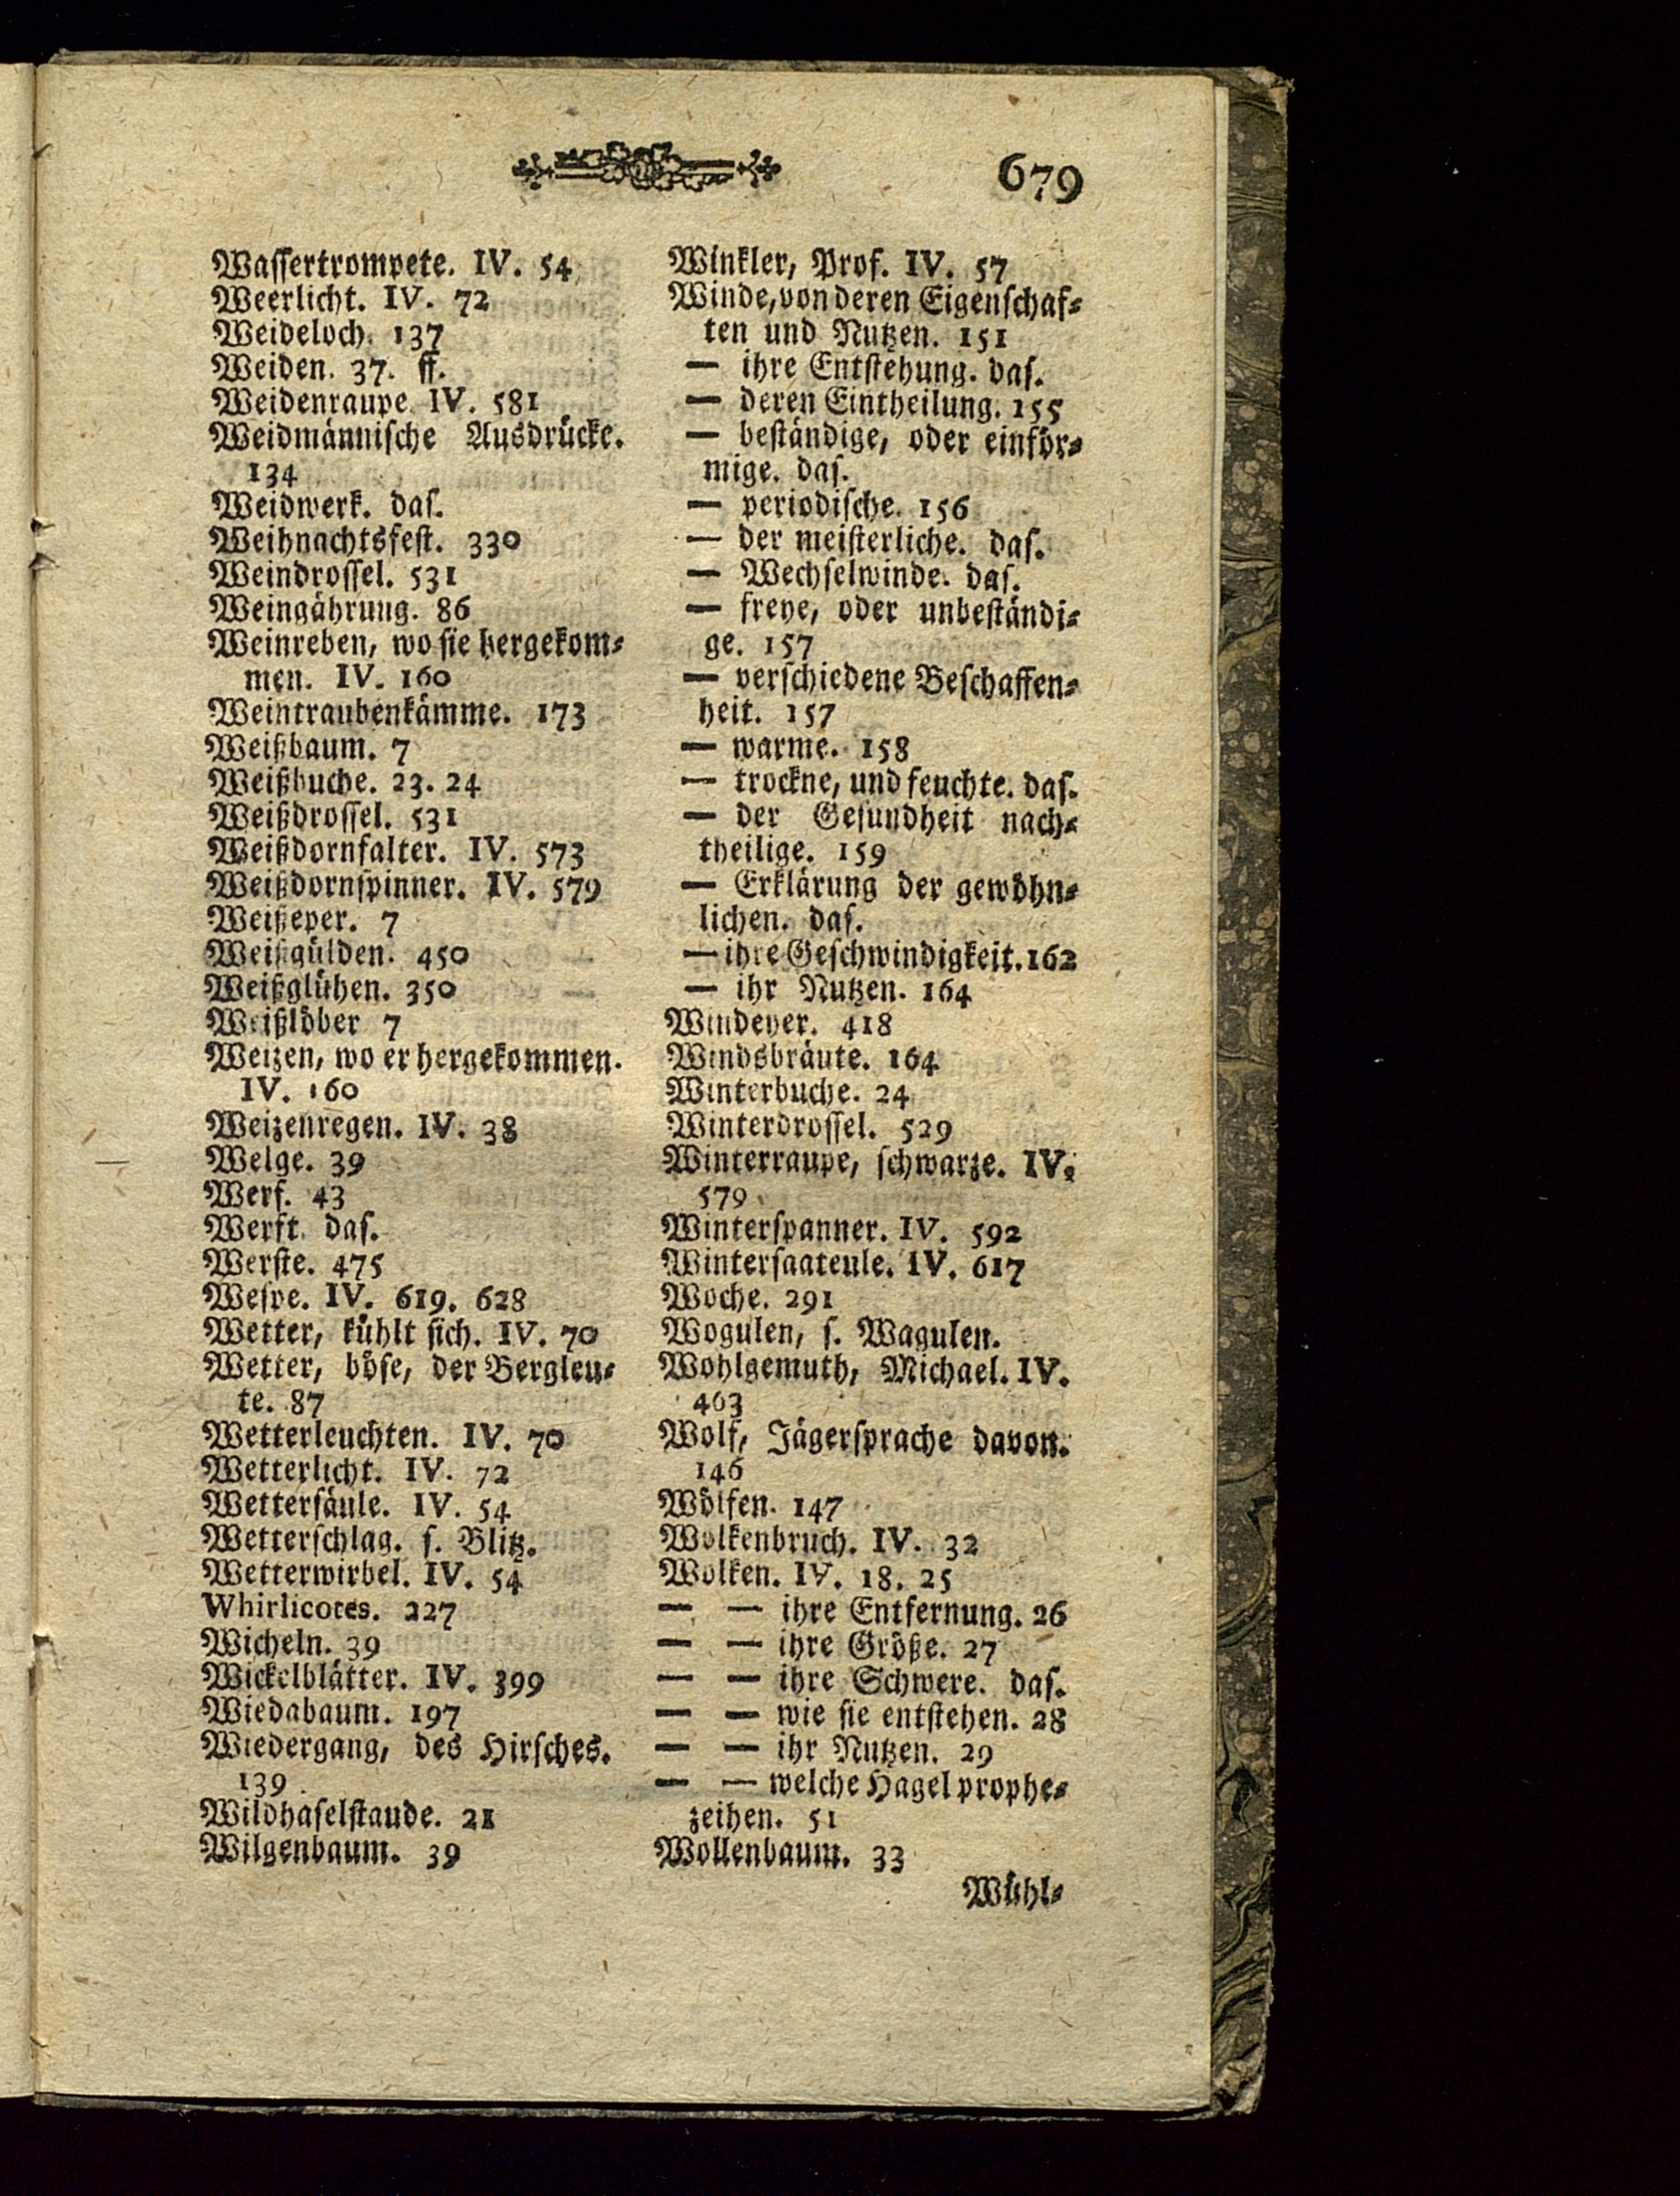 679
Wassertrompete. IV. 54
Weerlicht. IV. 72
Weideloch. 137
Weiden. 37. ff.
Weidenraupe IV. 581
Weidmännische Ausdrücke.
134
Weidwerk. das.
Weihnachtsfest. 330
Weindrossel. 531
Weingährung. 86
Weinreben, wo sie hergekom-
men. IV. 160
Weintraubenkämme. 173
Weißbaum. 7
Weißbuche. 23. 24
Weißdrossel. 531
Weißdornfalter. IV. 573
Weißdornspinner. IV. 579
Weißeper. 7
Weißgülden. 450
Weißglühen. 350
Weißlöber 7
Weizen, wo er hergekommen.
IV. 160
Weizenregen. IV. 38
Welge. 39
Werf. 43
Werft. das.
Werste. 475
Wespe. IV. 619. 628
Wetter, kühlt sich. IV. 70
Wetter, böse, der Bergleu-
te. 87
Wetterleuchten. IV. 70
Wetterlicht. IV. 72
Wettersäule. IV. 54
Wetterschlag. s. Blitz.
Wetterwirbel. IV. 54
Whirlicotes. 227
Wicheln. 39
Wickelblätter. IV. 399
Wiedabaum. 197
Wiedergang, des Hirsches.
139
Wildhaselstaude. 21
Wilgenbaum. 39
Winkler, Prof. IV. 57
Winde, von deren Eigenschaf-
ten und Nutzen. 151
— ihre Entstehung. das.
— deren Eintheilung. 155
— beständige, oder einför-
mige. das.
— periodische. 156
— der meisterliche. das.
— Wechselwinde. das.
— freye, oder unbeständi-
ge. 157
— verschiedene Beschaffen-
heit. 157
— warme. 158
— trockne, und feuchte. das.
— der Gesundheit nach-
theilige. 159
— Erklärung der gewöhn-
lichen. das.
— ihre Geschwindigkeit. 162
— ihr Nutzen. 164
Windeyer. 418
Windsbräute. 164
Winterbuche. 24
Winterdrossel. 529
Winterraupe, schwarze. IV.
579
Winterspanner. IV. 592
Wintersaateule. IV. 617
Woche. 291
Wogulen, s. Wagulen.
Wohlgemuth, Michael. IV.
463
Wolf, Jägersprache davon.
146
Wölfen. 147
Wolkenbruch. IV. 32
Wolken. IV. 18. 25
— — ihre Entfernung. 26
— — ihre Größe. 27
— — ihre Schwere. das.
— — wie sie entstehen. 28
— — ihr Nutzen. 29
— — welche Hagel prophe-
zeihen. 51
Wollenbaum. 33
Wühl-